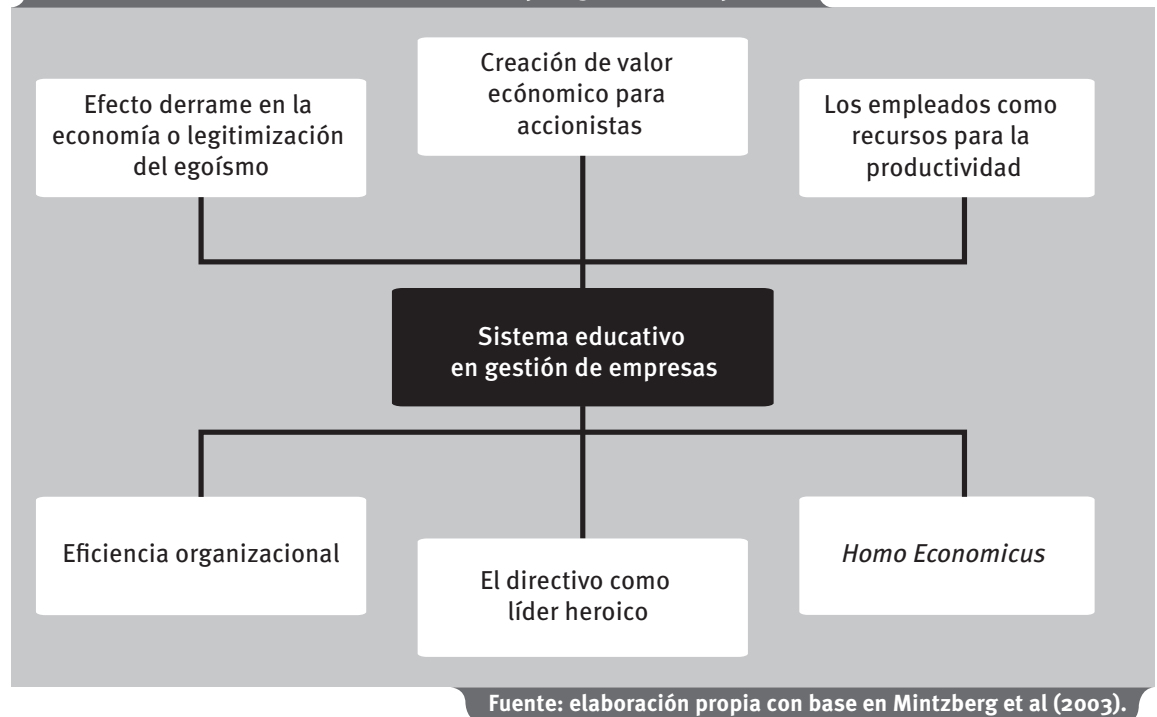 Creación de valor
ecónomico para
accionistas
Efecto derrame en la
economía o legitimización
del egoísmo
Los empleados como
recursos para la
productividad
Sistema educativo
en gestión de empresas
Eficiencia organizacional
El directivo como
líder heroico
Homo Economicus
Fuente: elaboración propia con base en Mintzberg et al (2003).